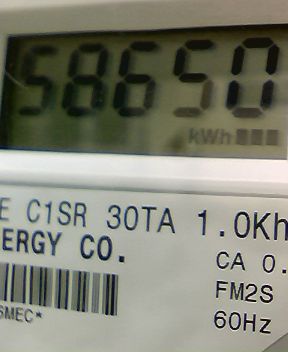 58650
kWh
E C1SR 30TA 1.0Kh
ERGY CO.
CA 0.
FM2S
SMEC*
60Hz